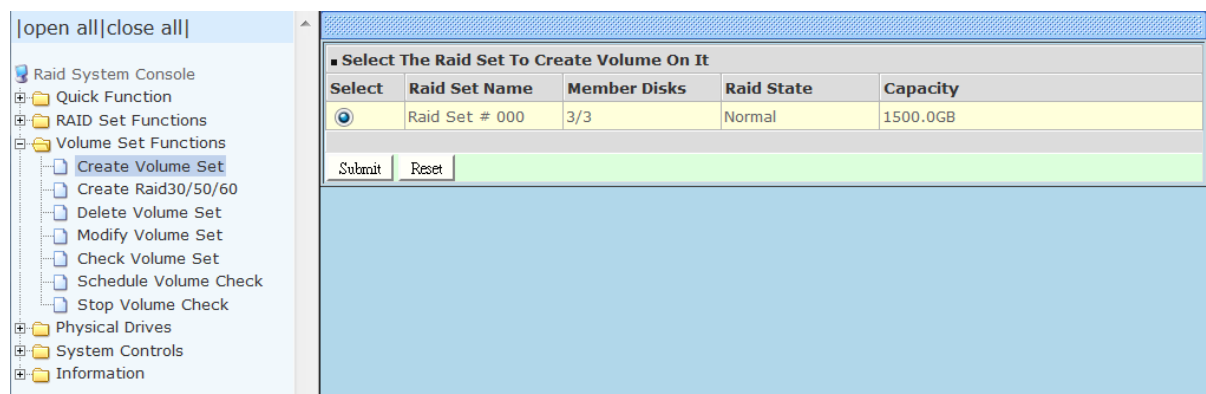 |open all|close all|
Raid System Console
Quick Function
RAID Set Functions
Volume Set Functions
Create Volume Set
Create Raid30/50/60
Delete Volume Set
Modify Volume Set
Check Volume Set
Schedule Volume Check
Stop Volume Check
Physical Drives
System Controls
Information
Select The Raid Set To Create Volume On It
Select Raid Set Name Member Disks Raid State Capacity
Raid Set # 000 3/3 Normal 1500.0GB
Submit Reset